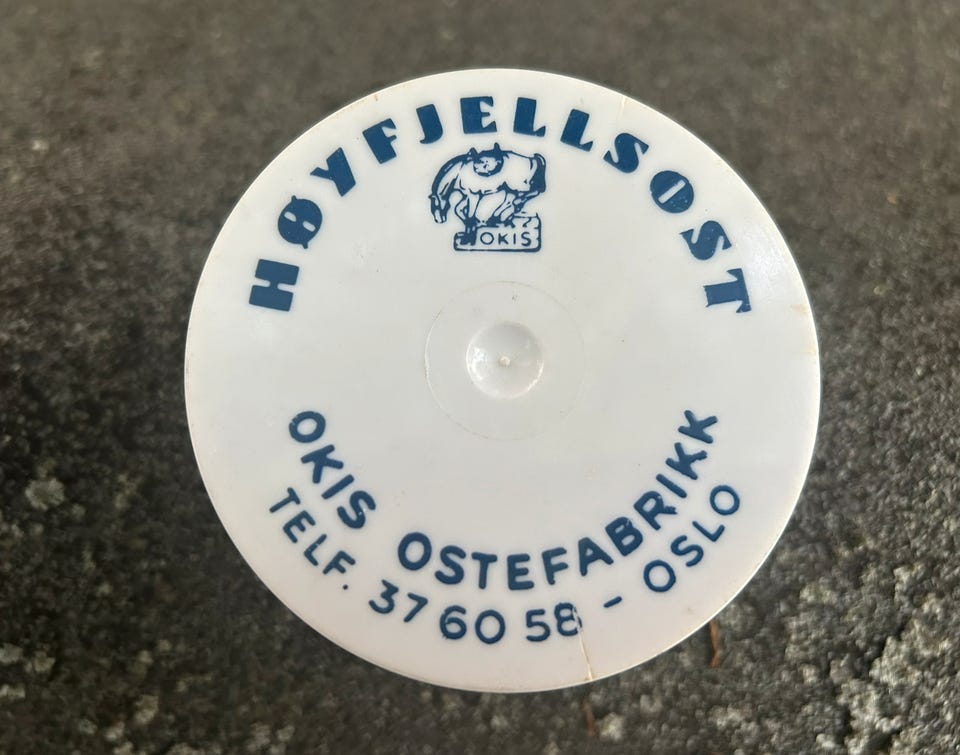 HØYFJELLSOST
OKIS
OKIS OSTEFABRIKK
TELF. 37 60 58 - OSLO